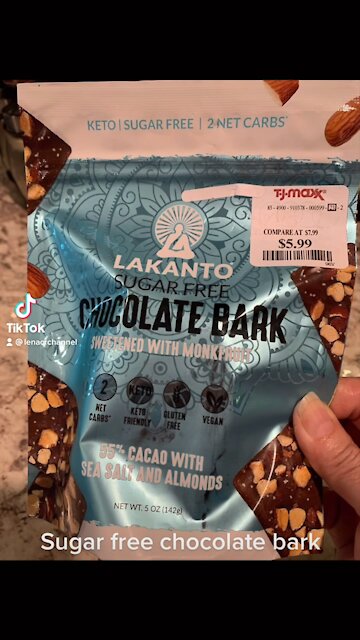 KETO | SUGAR FREE | 2 NET CARBS*
T·J·maxx®
COMPARE AT $7.99
$5.99
LAKANTO
SUGAR FREE
CHOCOLATE BARK
SWEETENED WITH MONKFRUIT
2
NET
CARBS*
KETO
KETO
FRIENDLY
GLUTEN
FREE
VEGAN
55% CACAO WITH
SEA SALT AND ALMONDS
NET WT. 5 OZ (142g)
TikTok
@lenaqrchannel
Sugar free chocolate bark